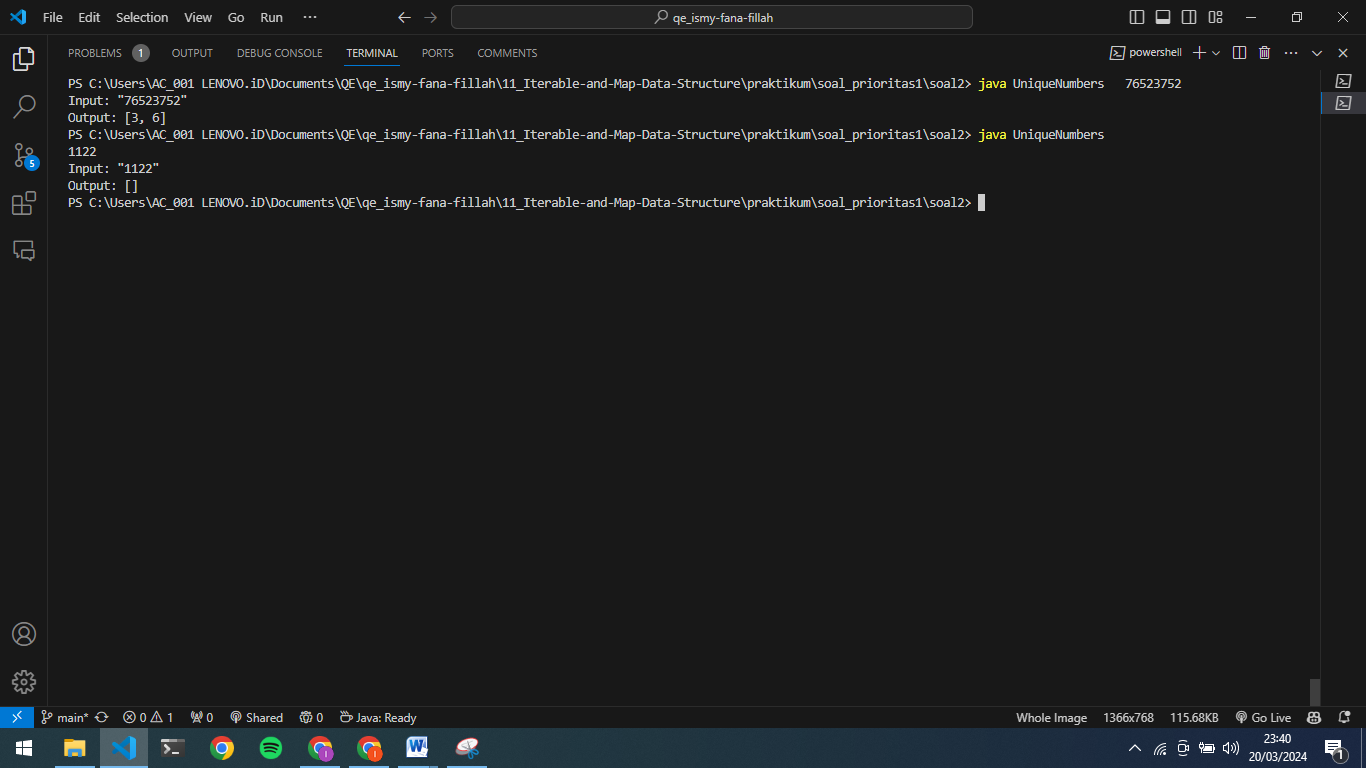 File Edit Selection View Go Run ··· qe_ismy-fana-fillah
PROBLEMS 1 OUTPUT DEBUG CONSOLE TERMINAL PORTS COMMENTS powershell
PS C:\Users\AC_001 LENOVO.iD\Documents\QE\qe_ismy-fana-fillah\11_Iterable-and-Map-Data-Structure\praktikum\soal_prioritas1\soal2> java UniqueNumbers 76523752
Input: "76523752"
Output: [3, 6]
PS C:\Users\AC_001 LENOVO.iD\Documents\QE\qe_ismy-fana-fillah\11_Iterable-and-Map-Data-Structure\praktikum\soal_prioritas1\soal2> java UniqueNumbers
1122
Input: "1122"
Output: []
PS C:\Users\AC_001 LENOVO.iD\Documents\QE\qe_ismy-fana-fillah\11_Iterable-and-Map-Data-Structure\praktikum\soal_prioritas1\soal2>
5
main* 0 1 0 Shared 0 Java: Ready Whole Image 1366x768 115.68KB Go Live
23:40
20/03/2024
1